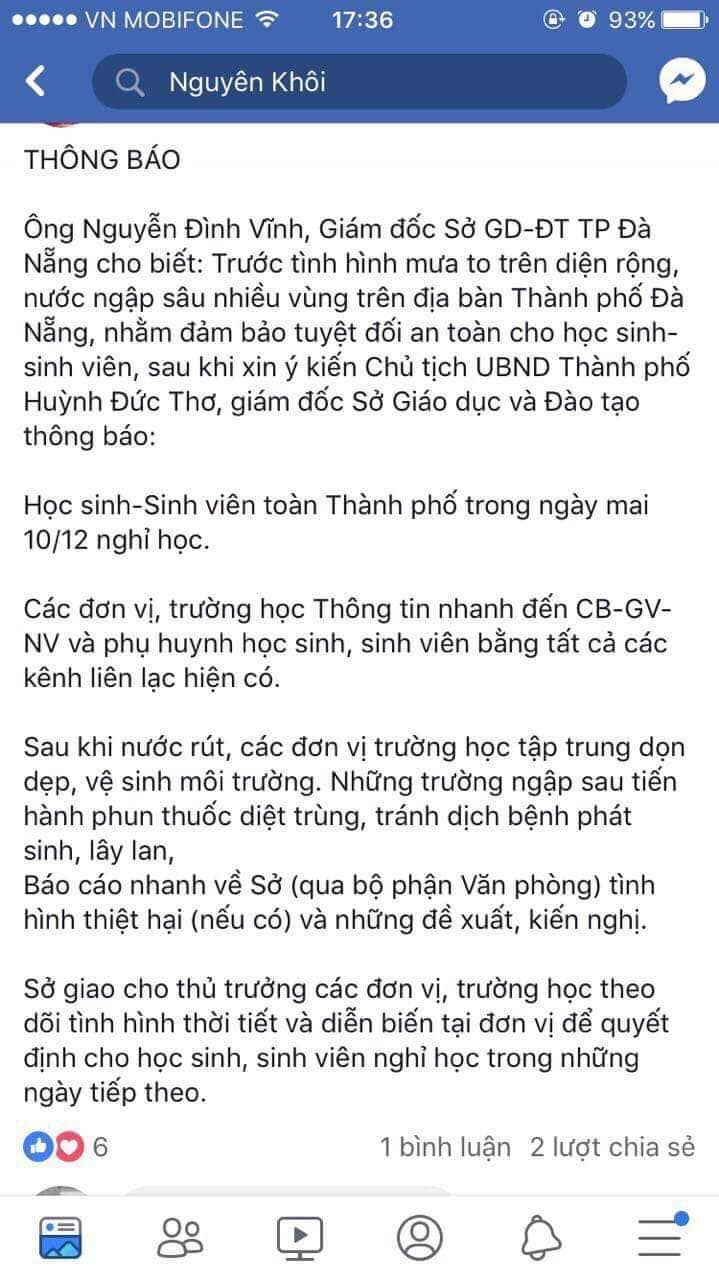 VN MOBIFONE 17:36 93%
Nguyên Khôi
THÔNG BÁO
Ông Nguyễn Đình Vĩnh, Giám đốc Sở GD-ĐT TP Đà
Nẵng cho biết: Trước tình hình mưa to trên diện rộng,
nước ngập sâu nhiều vùng trên địa bàn Thành phố Đà
Nẵng, nhằm đảm bảo tuyệt đối an toàn cho học sinh-
sinh viên, sau khi xin ý kiến Chủ tịch UBND Thành phố
Huỳnh Đức Thơ, giám đốc Sở Giáo dục và Đào tạo
thông báo:
Học sinh-Sinh viên toàn Thành phố trong ngày mai
10/12 nghỉ học.
Các đơn vị, trường học Thông tin nhanh đến CB-GV-
NV và phụ huynh học sinh, sinh viên bằng tất cả các
kênh liên lạc hiện có.
Sau khi nước rút, các đơn vị trường học tập trung dọn
dẹp, vệ sinh môi trường. Những trường ngập sau tiến
hành phun thuốc diệt trùng, tránh dịch bệnh phát
sinh, lây lan,
Báo cáo nhanh về Sở (qua bộ phận Văn phòng) tình
hình thiệt hại (nếu có) và những đề xuất, kiến nghị.
Sở giao cho thủ trưởng các đơn vị, trường học theo
dõi tình hình thời tiết và diễn biến tại đơn vị để quyết
định cho học sinh, sinh viên nghỉ học trong những
ngày tiếp theo.
6 1 bình luận 2 lượt chia sẻ